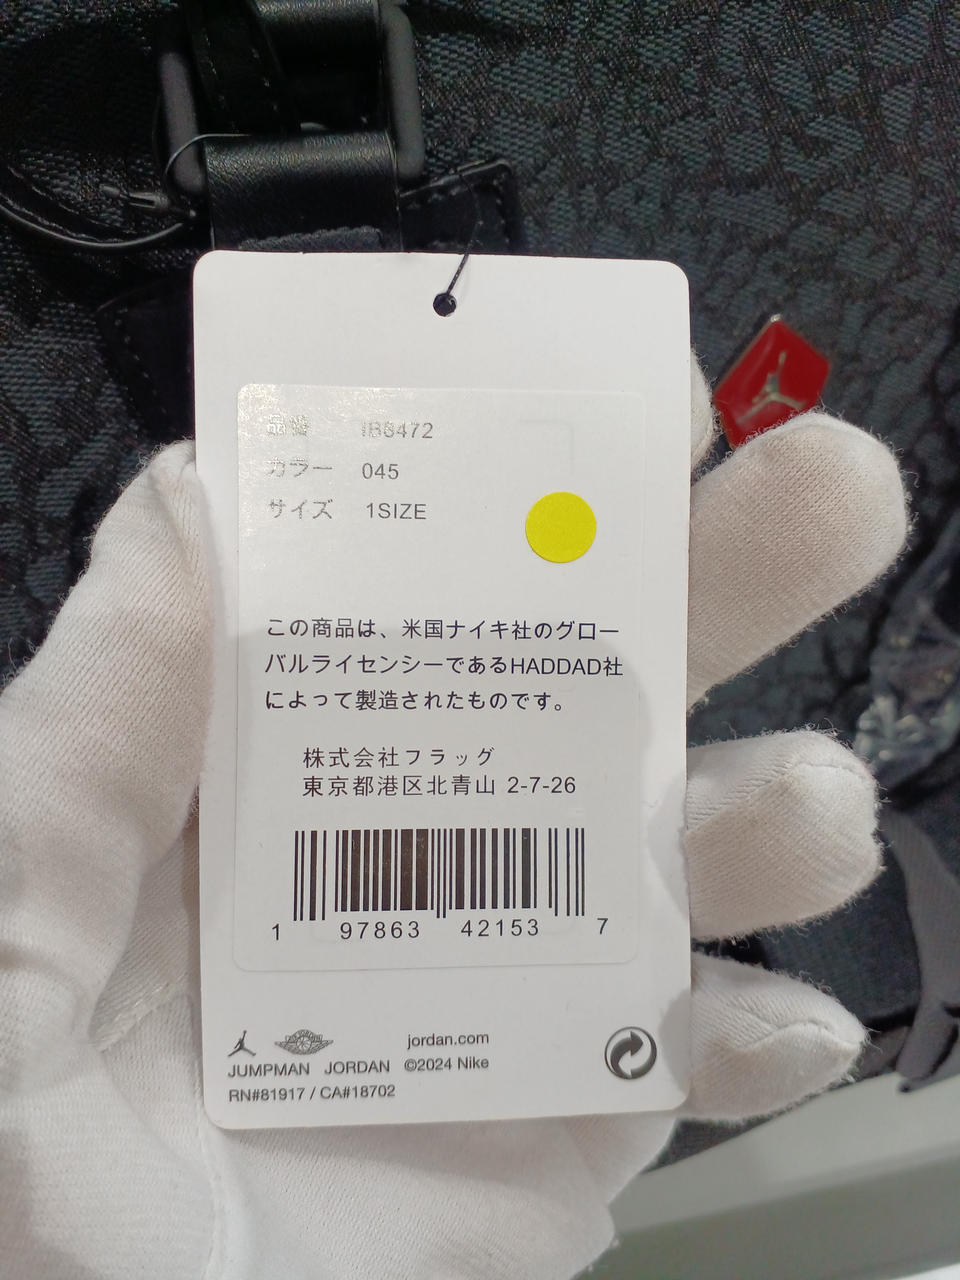 品番 IB8472
カラー 045
サイズ 1SIZE
この商品は、米国ナイキ社のグロー
バルライセンシーであるHADDAD社
によって製造されたものです。
株式会社フラッグ
東京都港区北青山 2-7-26
1 97863 42153 7
jordan.com
JUMPMAN JORDAN ©2024 Nike
RN#81917 / CA#18702